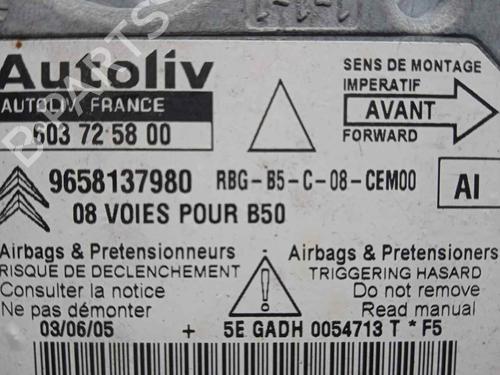 Autoliv
AUTOLIV FRANCE
603 72 58 00
SENS DE MONTAGE
IMPERATIF
AVANT
FORWARD
9658137980 RBG-B5-C-08-CEM00
AI
08 VOIES POUR B50
Airbags & Pretensionneurs
RISQUE DE DECLENCHEMENT
Consulter la notice
Ne pas démonter
Airbags & Pretensioners
TRIGGERING HASARD
Do not remove
Read manual
03/06/05 + 5E GADH 0054713 T * F5